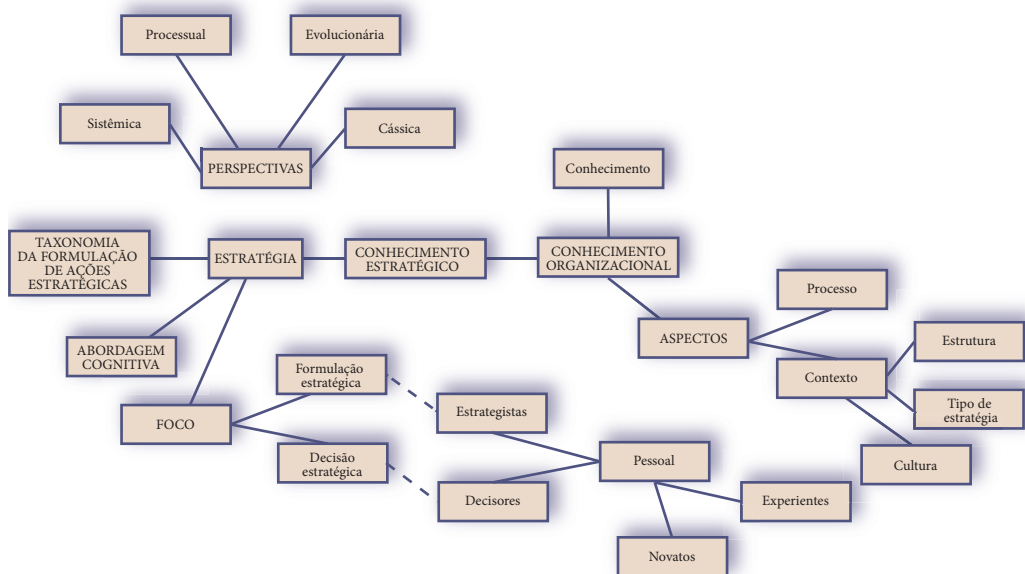 Processual
Evolucionária
Sistêmica
Cássica
PERSPECTIVAS
Conhecimento
TAXONOMIA
DA FORMULAÇÃO
DE AÇÕES
ESTRATÉGICAS
ESTRATÉGIA
CONHECIMENTO
ESTRATÉGICO
CONHECIMENTO
ORGANIZACIONAL
Processo
ASPECTOS
Estrutura
ABORDAGEM
COGNITIVA
Formulação
estratégica
Contexto
Tipo de
estratégia
Estrategistas
FOCO
Decisão
estratégica
Pessoal
Cultura
Decisores
Experientes
Novatos